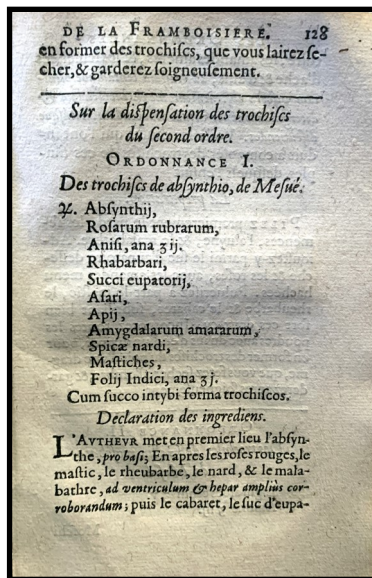 DE LA FRAMBOISIERE. 128
en former des trochiſcs, que vous lairez ſe-
cher, & garderez ſoigneuſement.
Sur la diſpenſation des trochiſcs
du ſecond ordre.
ORDONNANCE I.
Des trochiſcs de abſynthio, de Meſué.
♃. Abſynthij,
Roſarum rubrarum,
Aniſi, ana ʒ ij.
Rhabarbari,
Succi eupatorij,
Aſari,
Apij,
Amygdalarum amararum,
Spicæ nardi,
Maſtiches,
Folij Indici, ana ʒ j.
Cum ſucco intybi forma trochiſcos.
Declaration des ingrediens.
L'AVTHEVR met en premier lieu l'abſyn-
the, pro baſi; En apres les roſes rouges, le
maſtic, le rheubarbe, le nard, & le mala-
bathre, ad ventriculum & hepar ampliùs cor-
roborandum; puis le cabaret, le ſuc d'eupa-